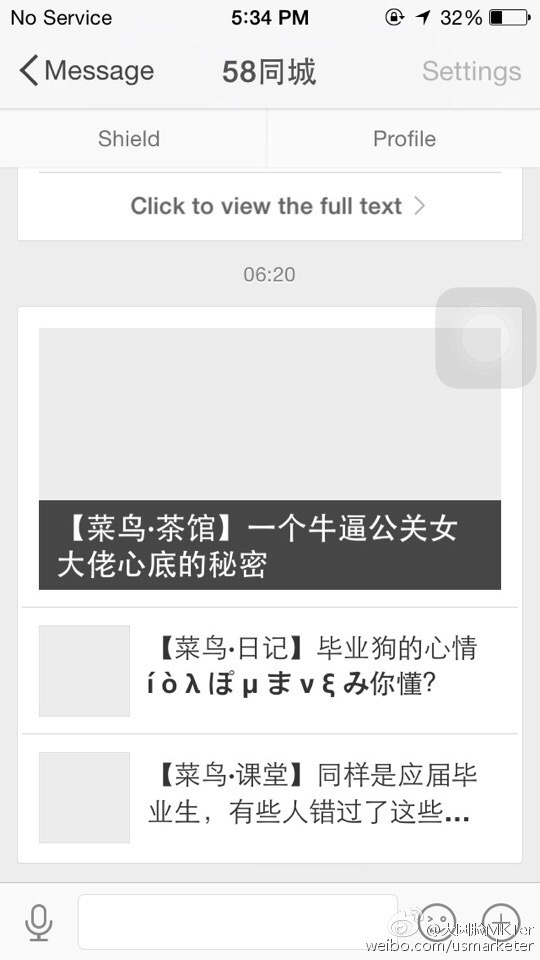 No Service 5:34 PM 32%
Message 58同城 Settings
Shield Profile
Click to view the full text
06:20
【菜鸟·茶馆】一个牛逼公关女
大佬心底的秘密
【菜鸟·日记】毕业狗的心情
íòλぽμまνξみ你懂?
【菜鸟·课堂】同样是应届毕
业生，有些人错过了这些...
weibo.com/usmarketer